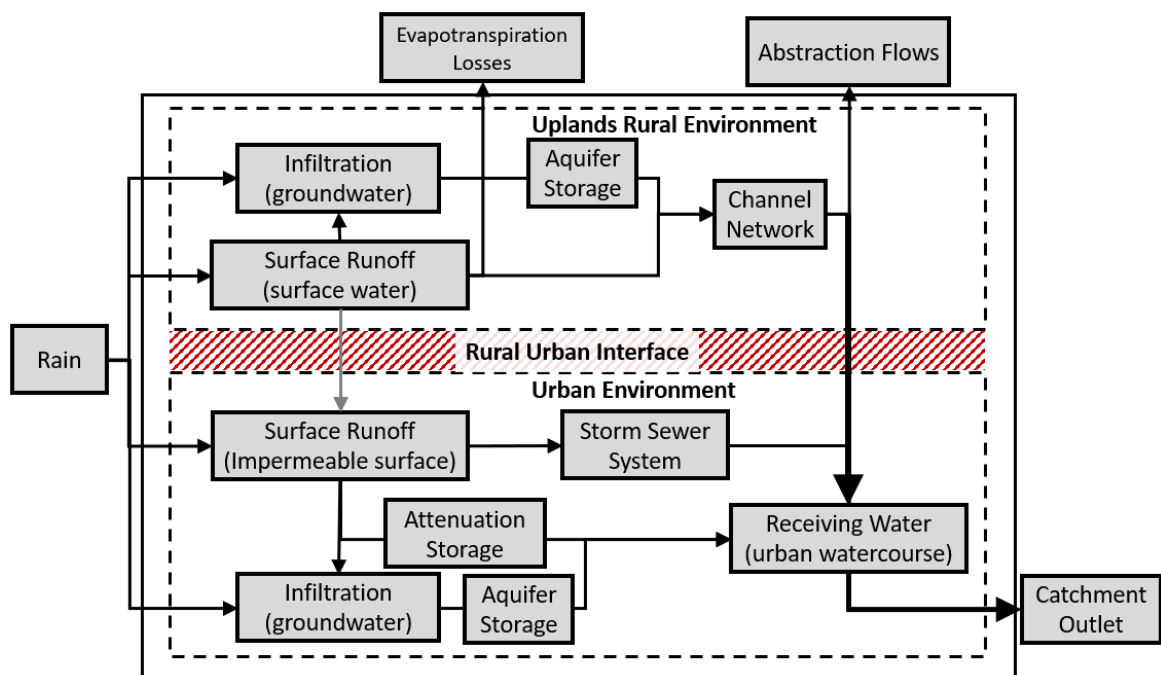 Evapotranspiration
Losses
Abstraction Flows
Uplands Rural Environment
Infiltration
(groundwater)
Aquifer
Storage
Channel
Network
Surface Runoff
(surface water)
Rain
Rural Urban Interface
Urban Environment
Surface Runoff
(Impermeable surface)
Storm Sewer
System
Attenuation
Storage
Receiving Water
(urban watercourse)
Infiltration
(groundwater)
Aquifer
Storage
Catchment
Outlet